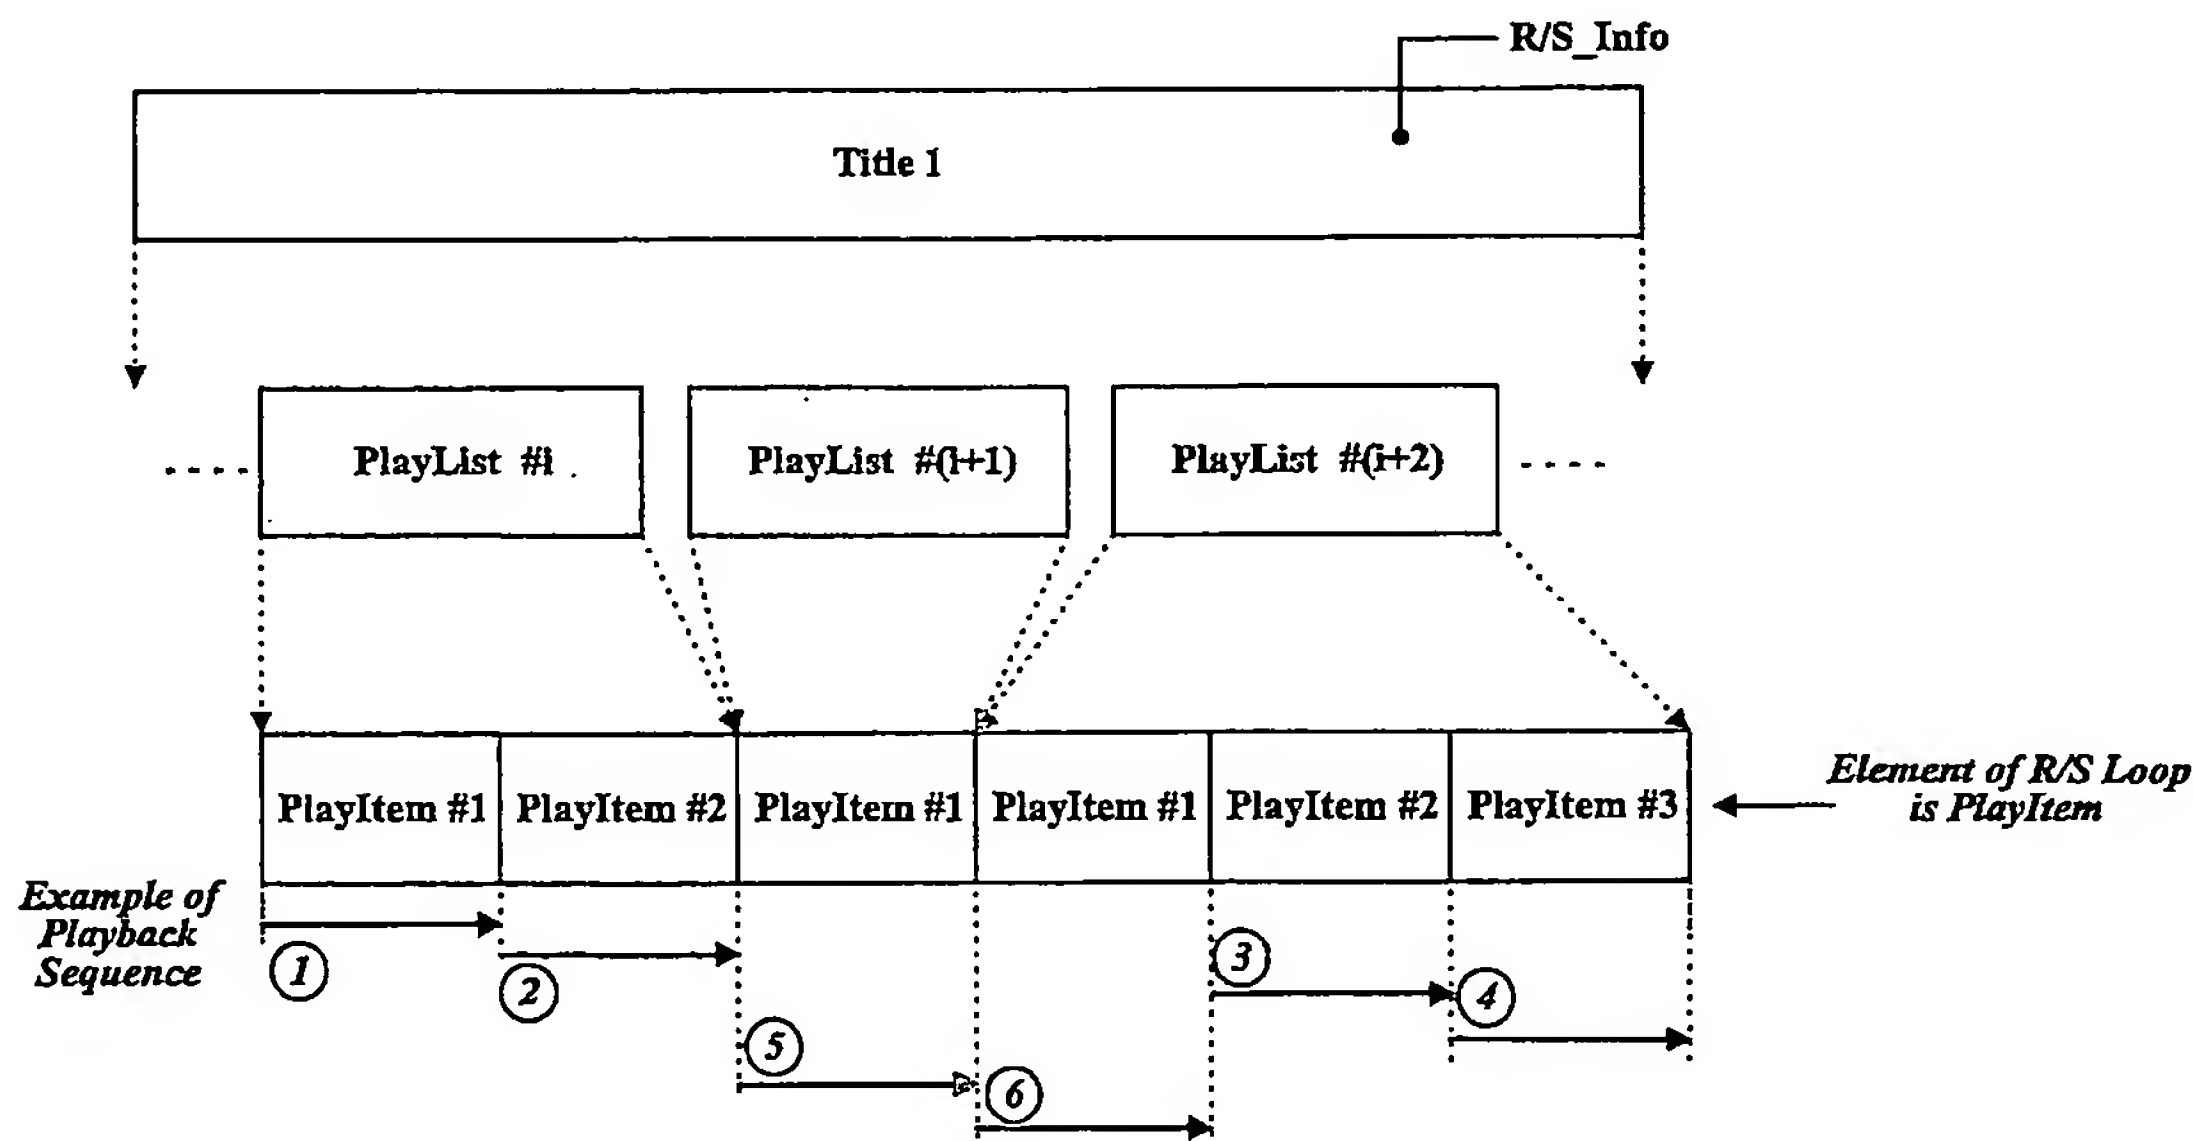 R/S_Info
Title 1
PlayList #i
PlayList #(i+1)
PlayList #(i+2)
PlayItem #1
PlayItem #2
PlayItem #1
PlayItem #1
PlayItem #2
PlayItem #3
Element of R/S Loop
is PlayItem
Example of
Playback
Sequence
1
2
3
4
5
6